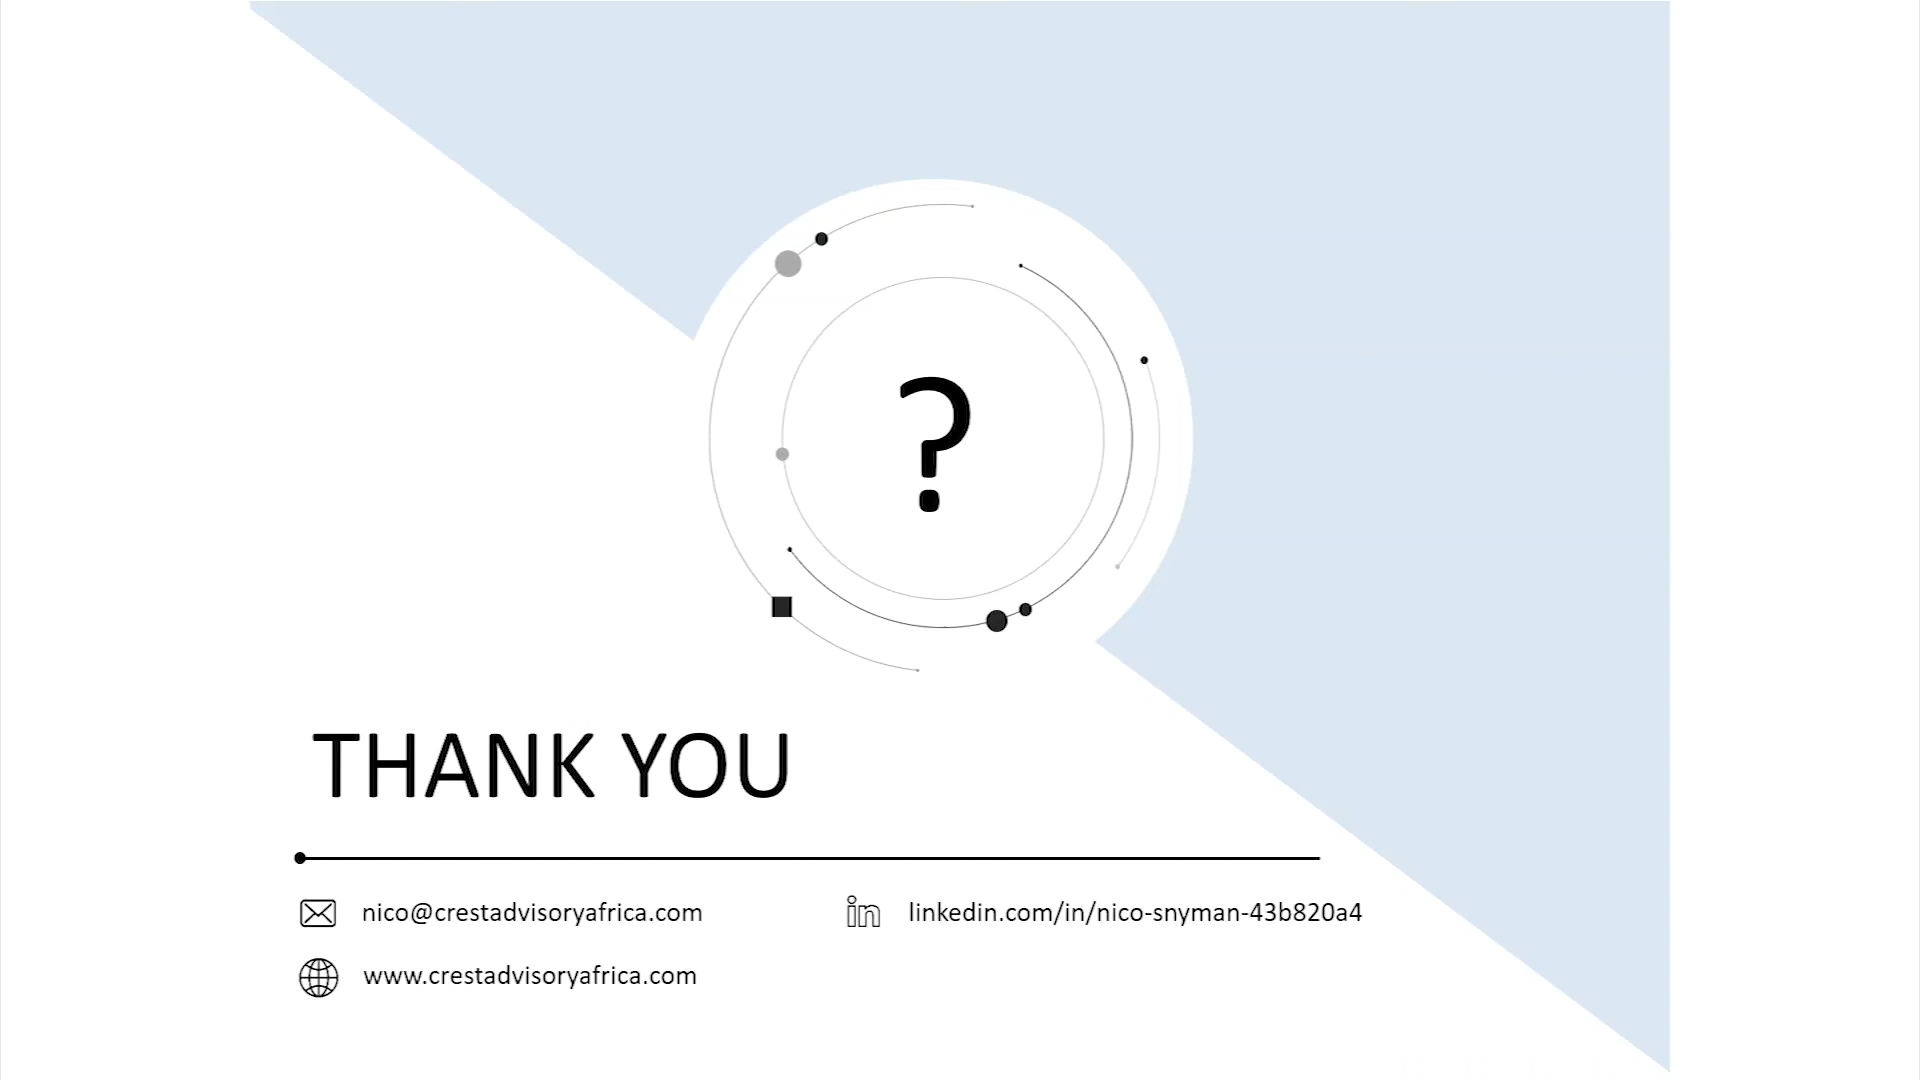 ?
THANK YOU
nico@crestadvisoryafrica.com
linkedin.com/in/nico-snyman-43b820a4
www.crestadvisoryafrica.com